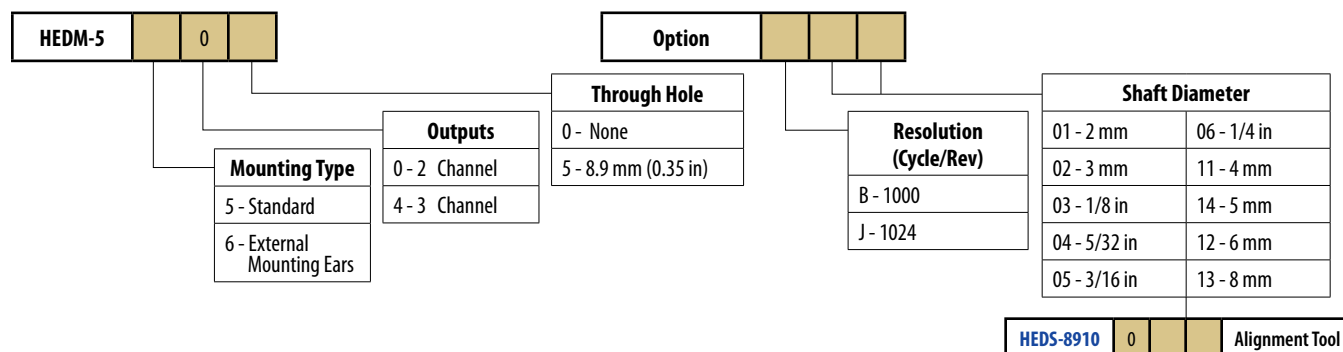 HEDM-5 0
Option
Through Hole
0 - None
5 - 8.9 mm (0.35 in)
Outputs
0 - 2 Channel
4 - 3 Channel
Mounting Type
5 - Standard
6 - External
Mounting Ears
Resolution
(Cycle/Rev)
B - 1000
J - 1024
Shaft Diameter
01 - 2 mm 06 - 1/4 in
02 - 3 mm 11 - 4 mm
03 - 1/8 in 14 - 5 mm
04 - 5/32 in 12 - 6 mm
05 - 3/16 in 13 - 8 mm
HEDS-8910 0 Alignment Tool